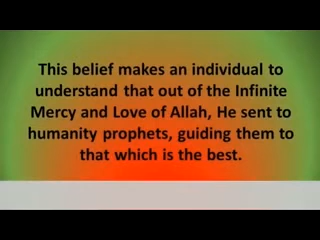 This belief makes an individual to
understand that out of the Infinite
Mercy and Love of Allah, He sent to
humanity prophets, guiding them to
that which is the best.